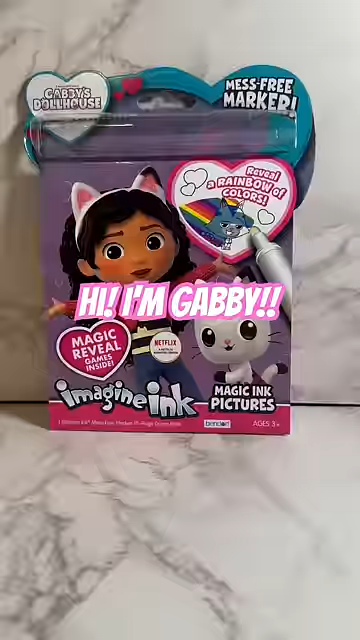 GABBY'S
DOLLHOUSE
MESS-FREE
MARKER!
Reveal
a RAINBOW of
COLORS!
HI! I'M GABBY!!
MAGIC
REVEAL
GAMES
INSIDE!
NETFLIX
imagine ink
MAGIC INK
PICTURES
bendon
AGES 3+